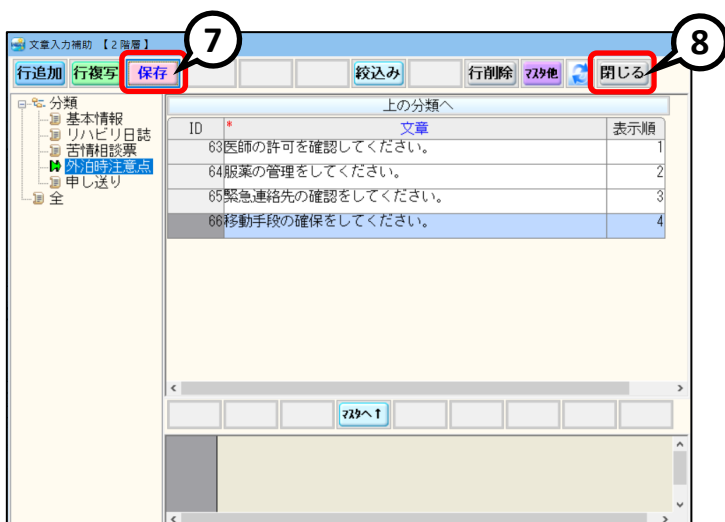 文章入力補助 【２階層】
7
8
行追加 行複写 保存 絞込み 行削除 ﾏｽﾀ他 閉じる
分類
基本情報
リハビリ日誌
苦情相談票
外泊時注意点
申し送り
全
上の分類へ
ID * 文章 表示順
63 医師の許可を確認してください。 1
64 服薬の管理をしてください。 2
65 緊急連絡先の確認をしてください。 3
66 移動手段の確保をしてください。 4
ﾏｽﾀへ↑